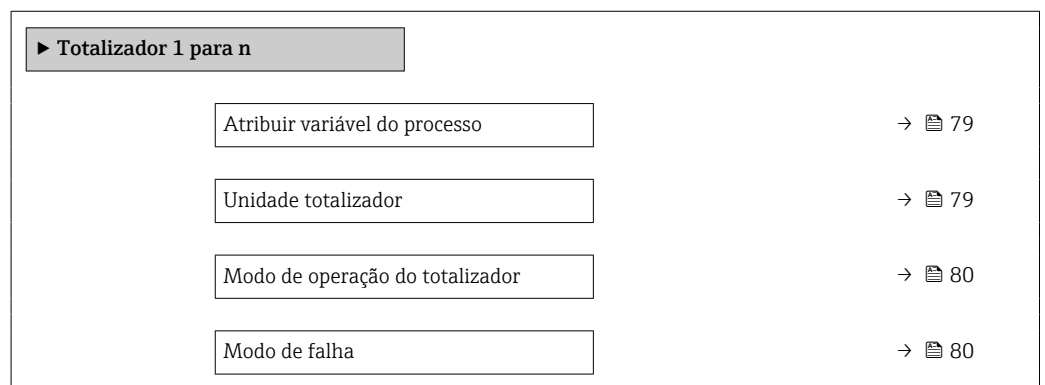 ▶ Totalizador 1 para n
Atribuir variável do processo → 79
Unidade totalizador → 79
Modo de operação do totalizador → 80
Modo de falha → 80